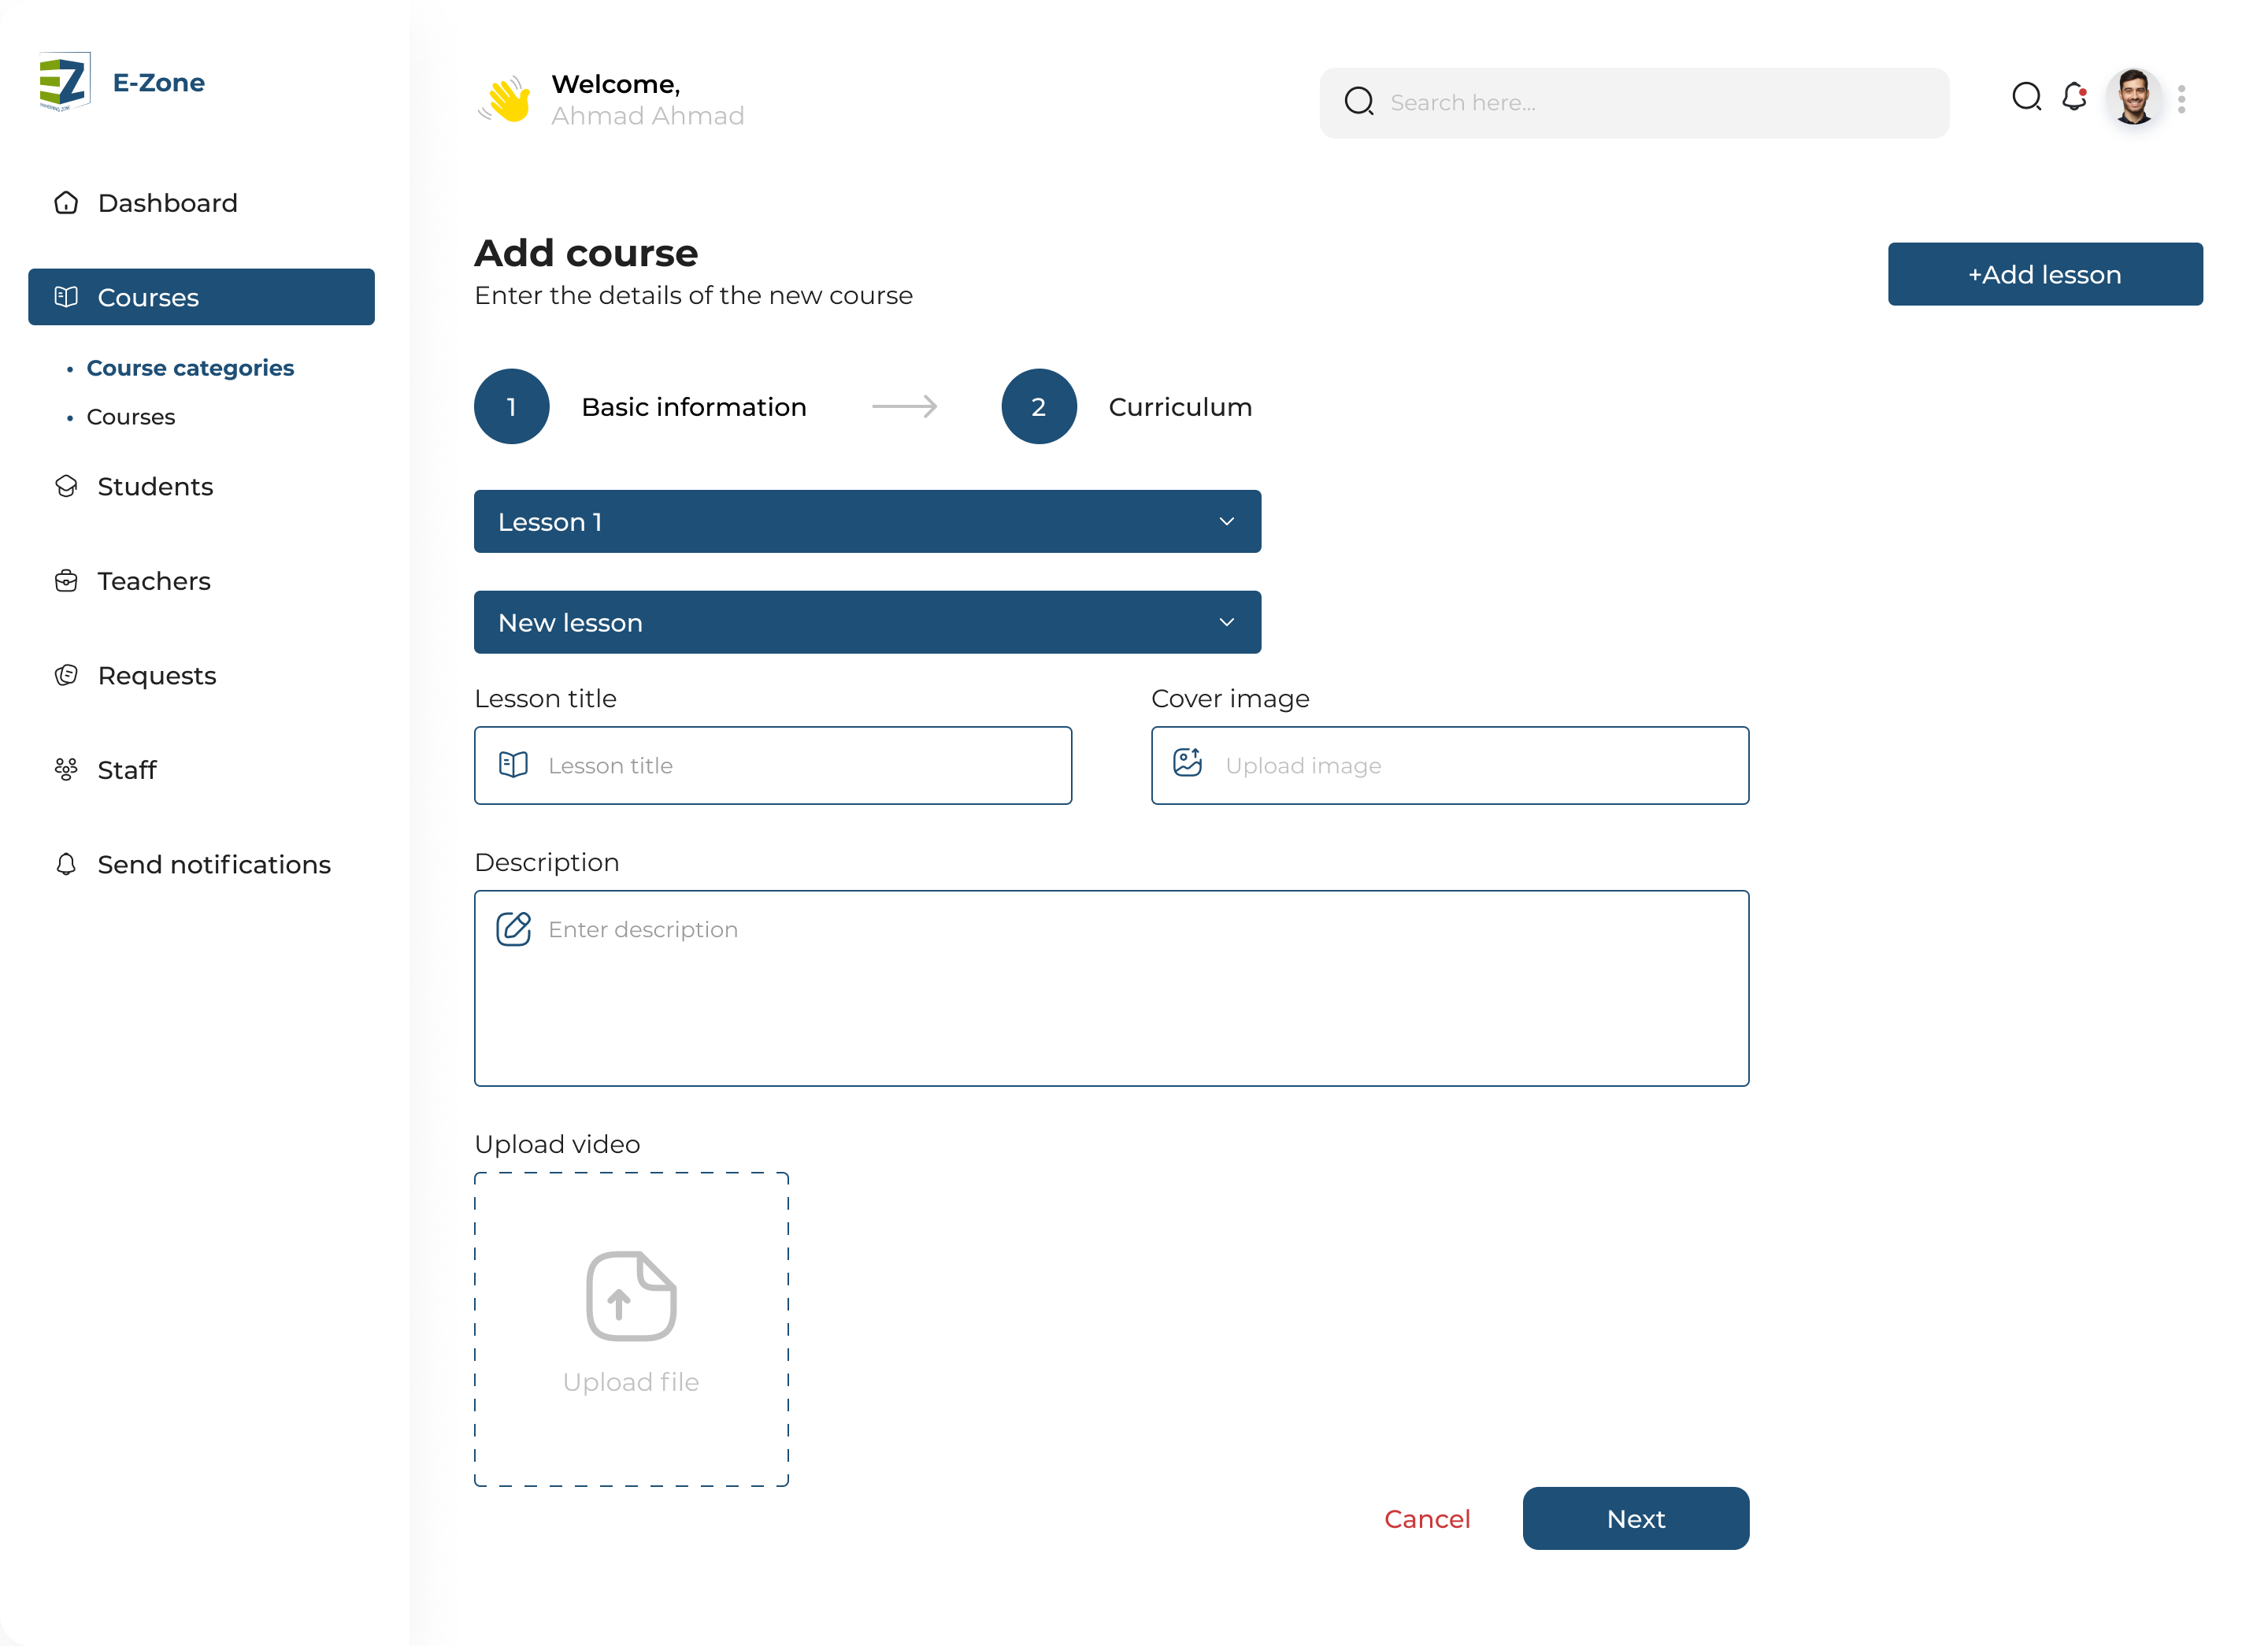 E-Zone
Dashboard
Courses
Course categories
Courses
Students
Teachers
Requests
Staff
Send notifications
Welcome,
Ahmad Ahmad
Search here...
Add course
Enter the details of the new course
+Add lesson
1 Basic information
2 Curriculum
Lesson 1
New lesson
Lesson title
Cover image
Lesson title
Upload image
Description
Enter description
Upload video
Upload file
Cancel
Next